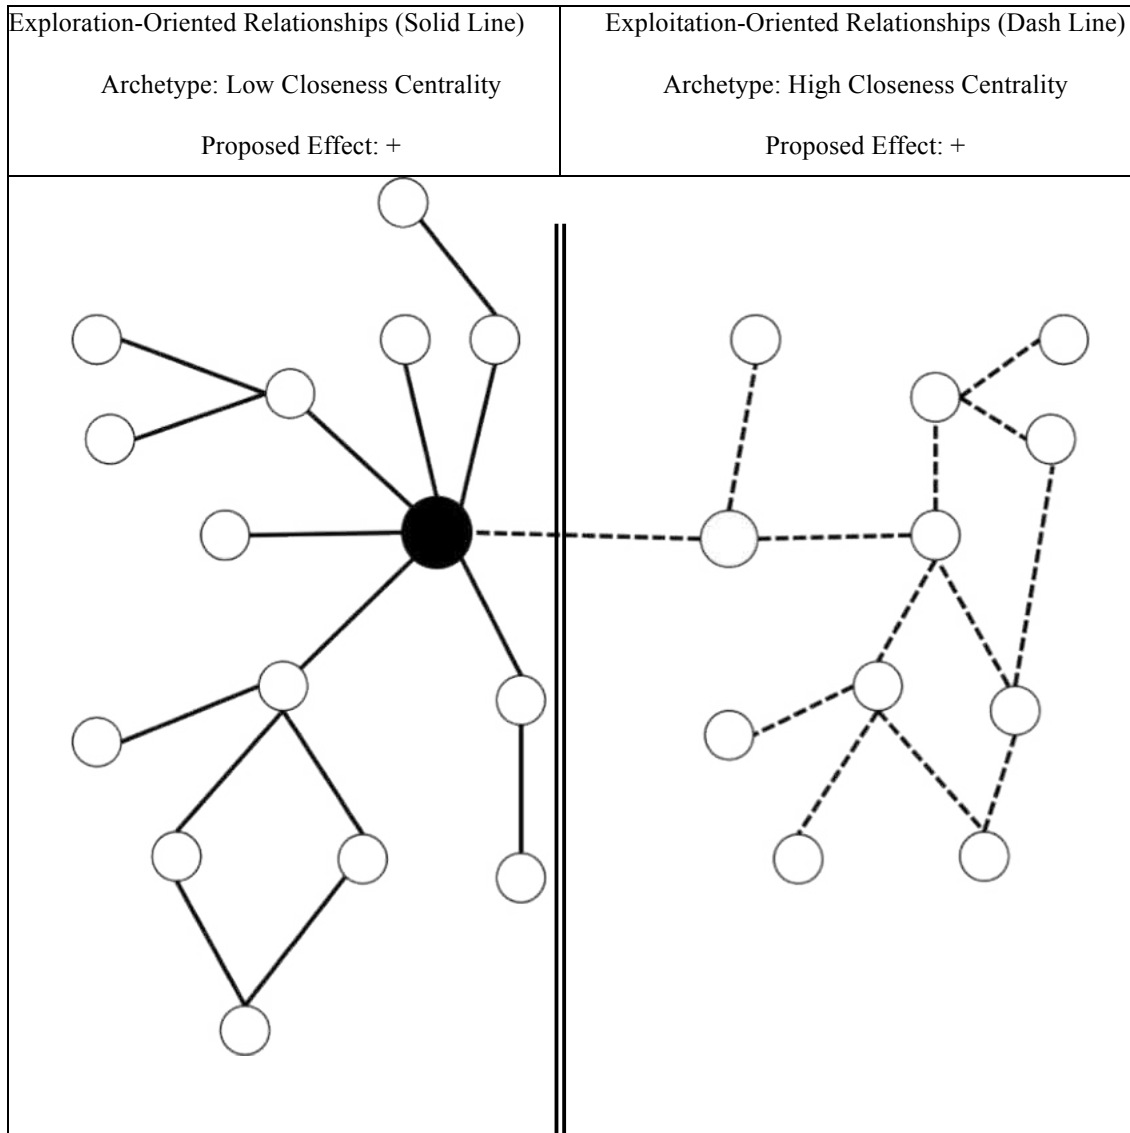 Exploration-Oriented Relationships (Solid Line)
Archetype: Low Closeness Centrality
Proposed Effect: +
Exploitation-Oriented Relationships (Dash Line)
Archetype: High Closeness Centrality
Proposed Effect: +